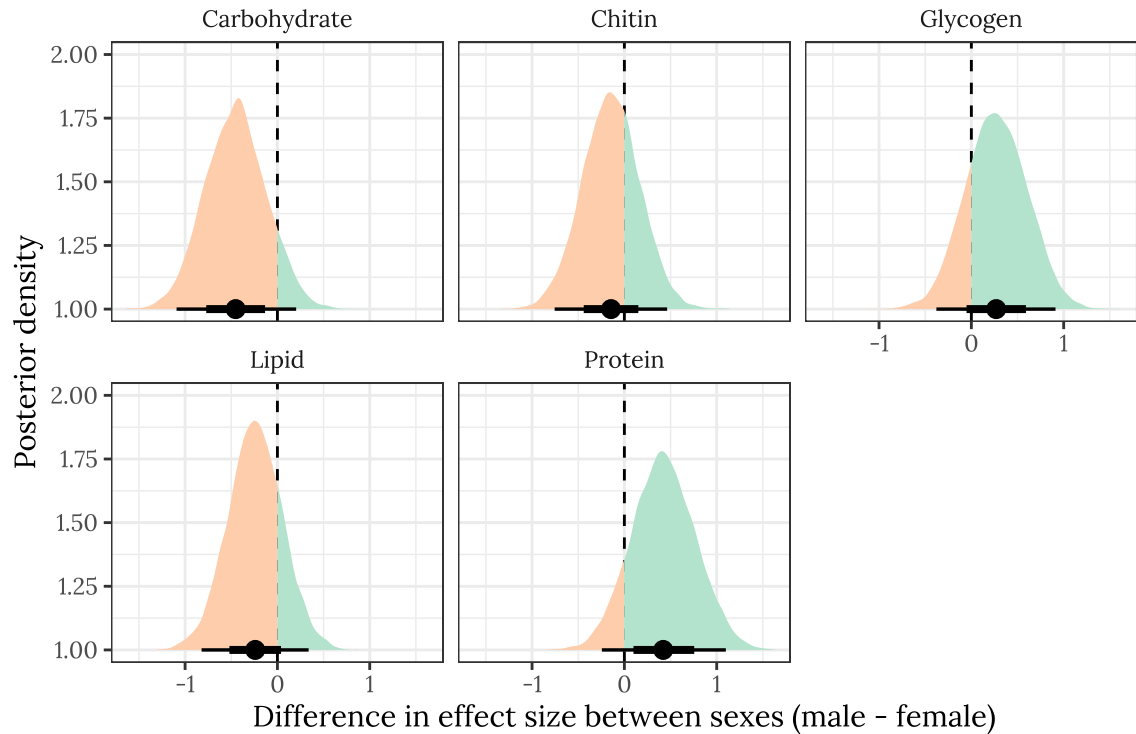 Carbohydrate
Chitin
Glycogen
2.00
1.75
1.50
1.25
1.00
−1 0 1
Lipid
Protein
2.00
1.75
1.50
1.25
1.00
−1 0 1
−1 0 1
Posterior density
Difference in effect size between sexes (male - female)